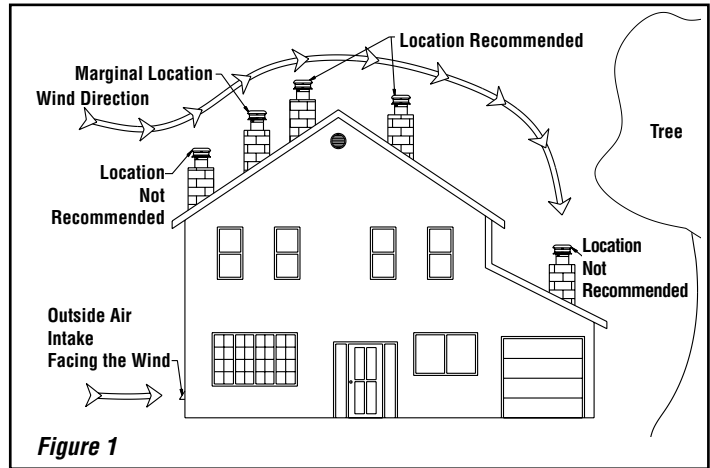 Location Recommended
Marginal Location
Wind Direction
Tree
Location
Not
Recommended
Location
Not
Recommended
Outside Air
Intake
Facing the Wind
Figure 1